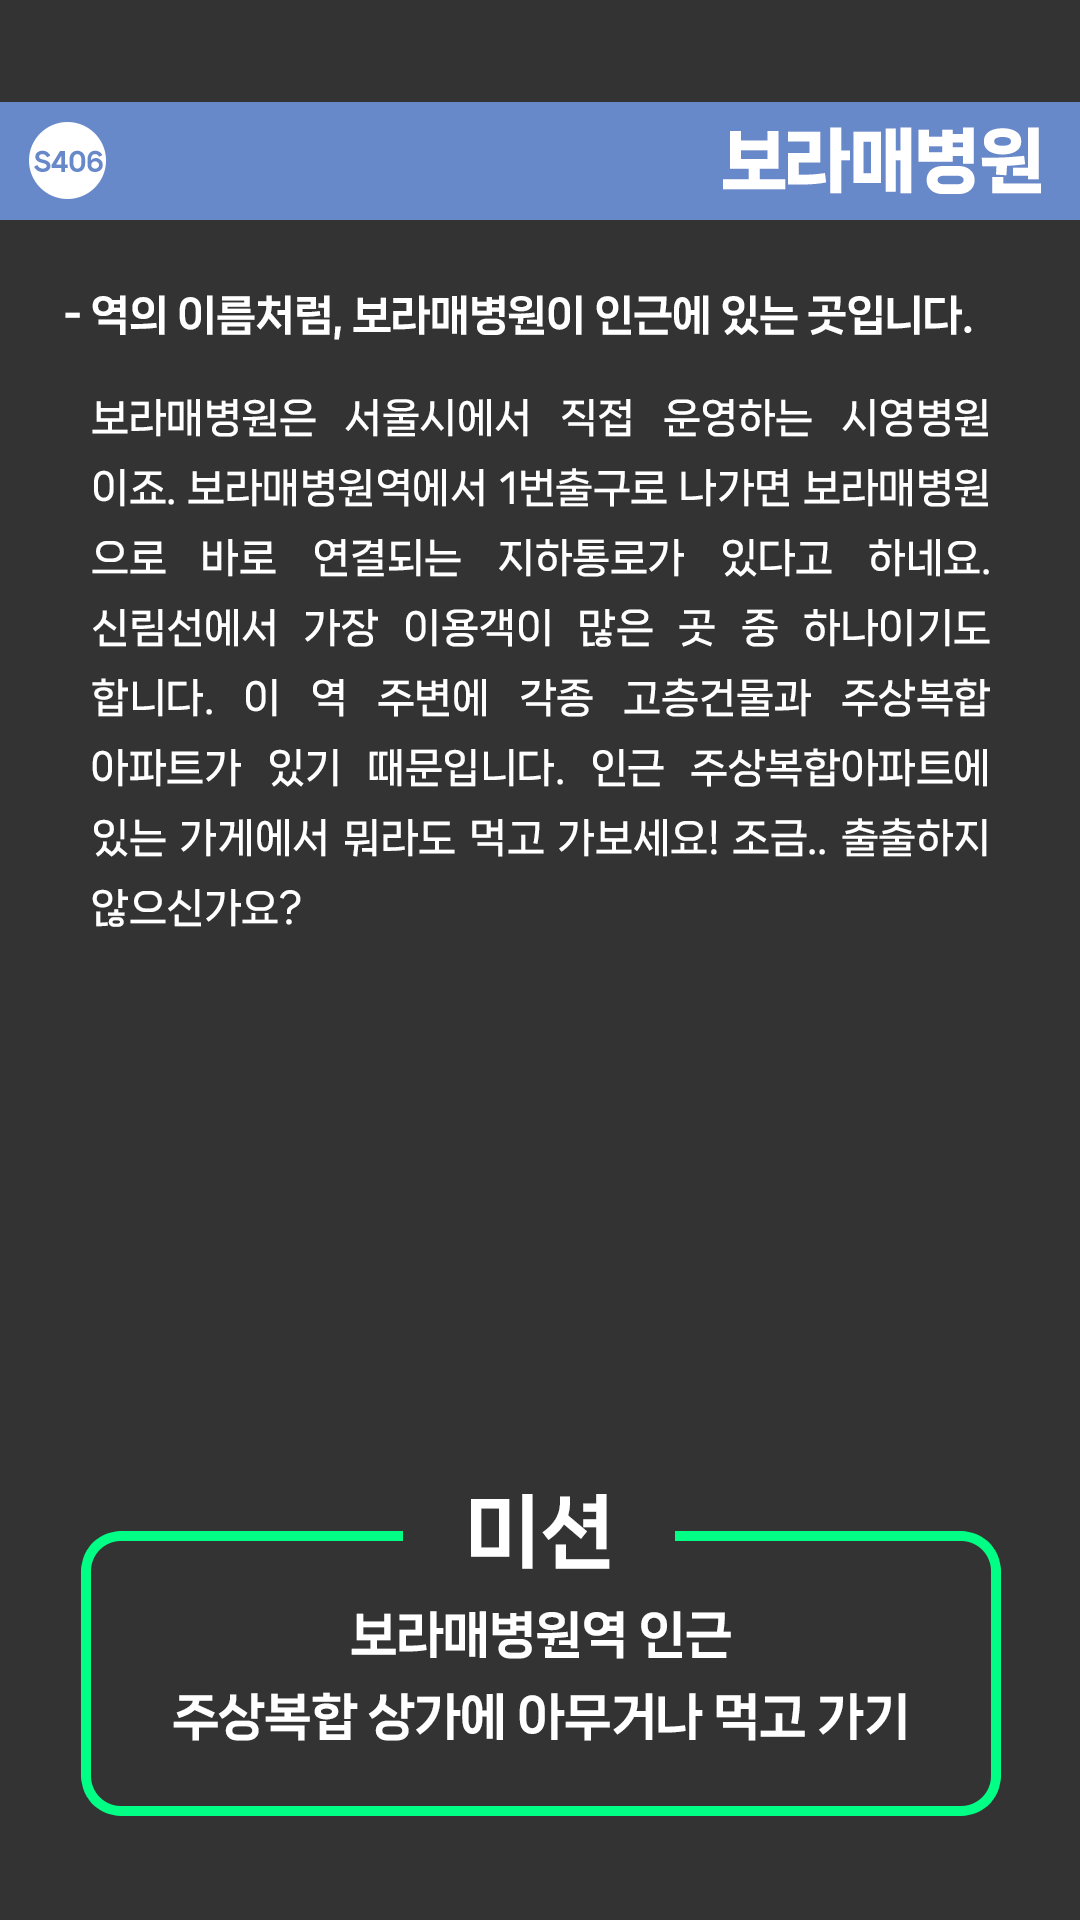 S406
보라매병원
- 역의 이름처럼, 보라매병원이 인근에 있는 곳입니다.
보라매병원은 서울시에서 직접 운영하는 시영병원
이죠. 보라매병원역에서 1번출구로 나가면 보라매병원
으로 바로 연결되는 지하통로가 있다고 하네요.
신림선에서 가장 이용객이 많은 곳 중 하나이기도
합니다. 이 역 주변에 각종 고층건물과 주상복합
아파트가 있기 때문입니다. 인근 주상복합아파트에
있는 가게에서 뭐라도 먹고 가보세요! 조금.. 출출하지
않으신가요?
미션
보라매병원역 인근
주상복합 상가에 아무거나 먹고 가기